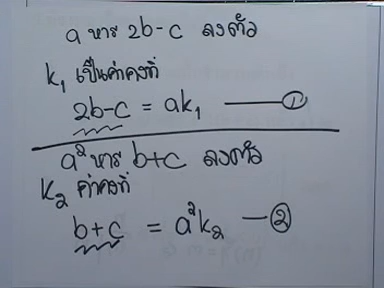 a หาร 2b-c ลงตัว
k₁ เป็นค่าคงที่
2b-c = ak₁ —①
a² หาร b+c ลงตัว
k₂ ค่าคงที่
b+c = a²k₂ —②